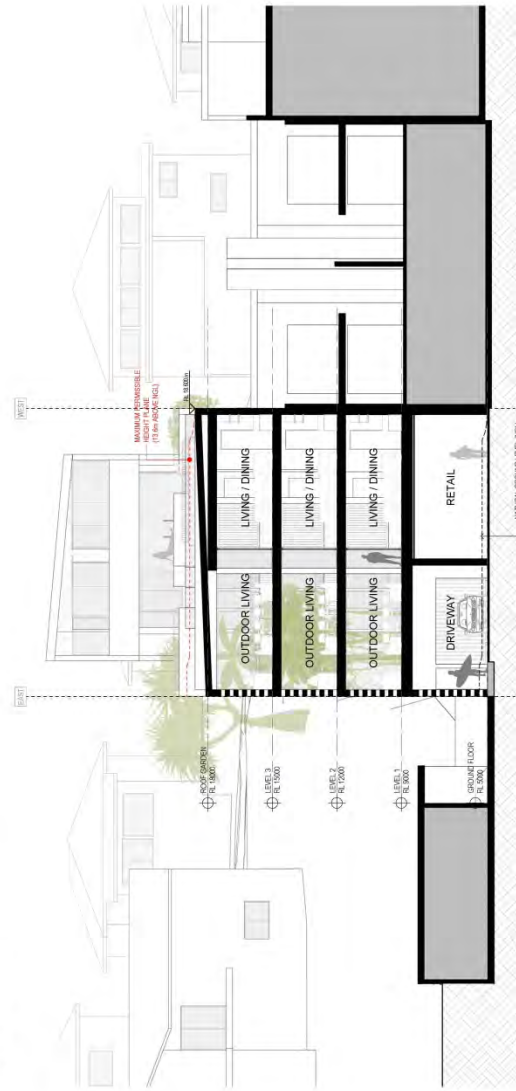 EAST
WEST
MAXIMUM PERMISSIBLE
HEIGHT PLANE
(13.6m ABOVE NGL)
ROOF GARDEN
RL 18000
LEVEL 3
RL 15000
LEVEL 2
RL 12000
LEVEL 1
RL 9000
GROUND FLOOR
RL 5000
OUTDOOR LIVING
LIVING / DINING
OUTDOOR LIVING
LIVING / DINING
OUTDOOR LIVING
LIVING / DINING
DRIVEWAY
RETAIL